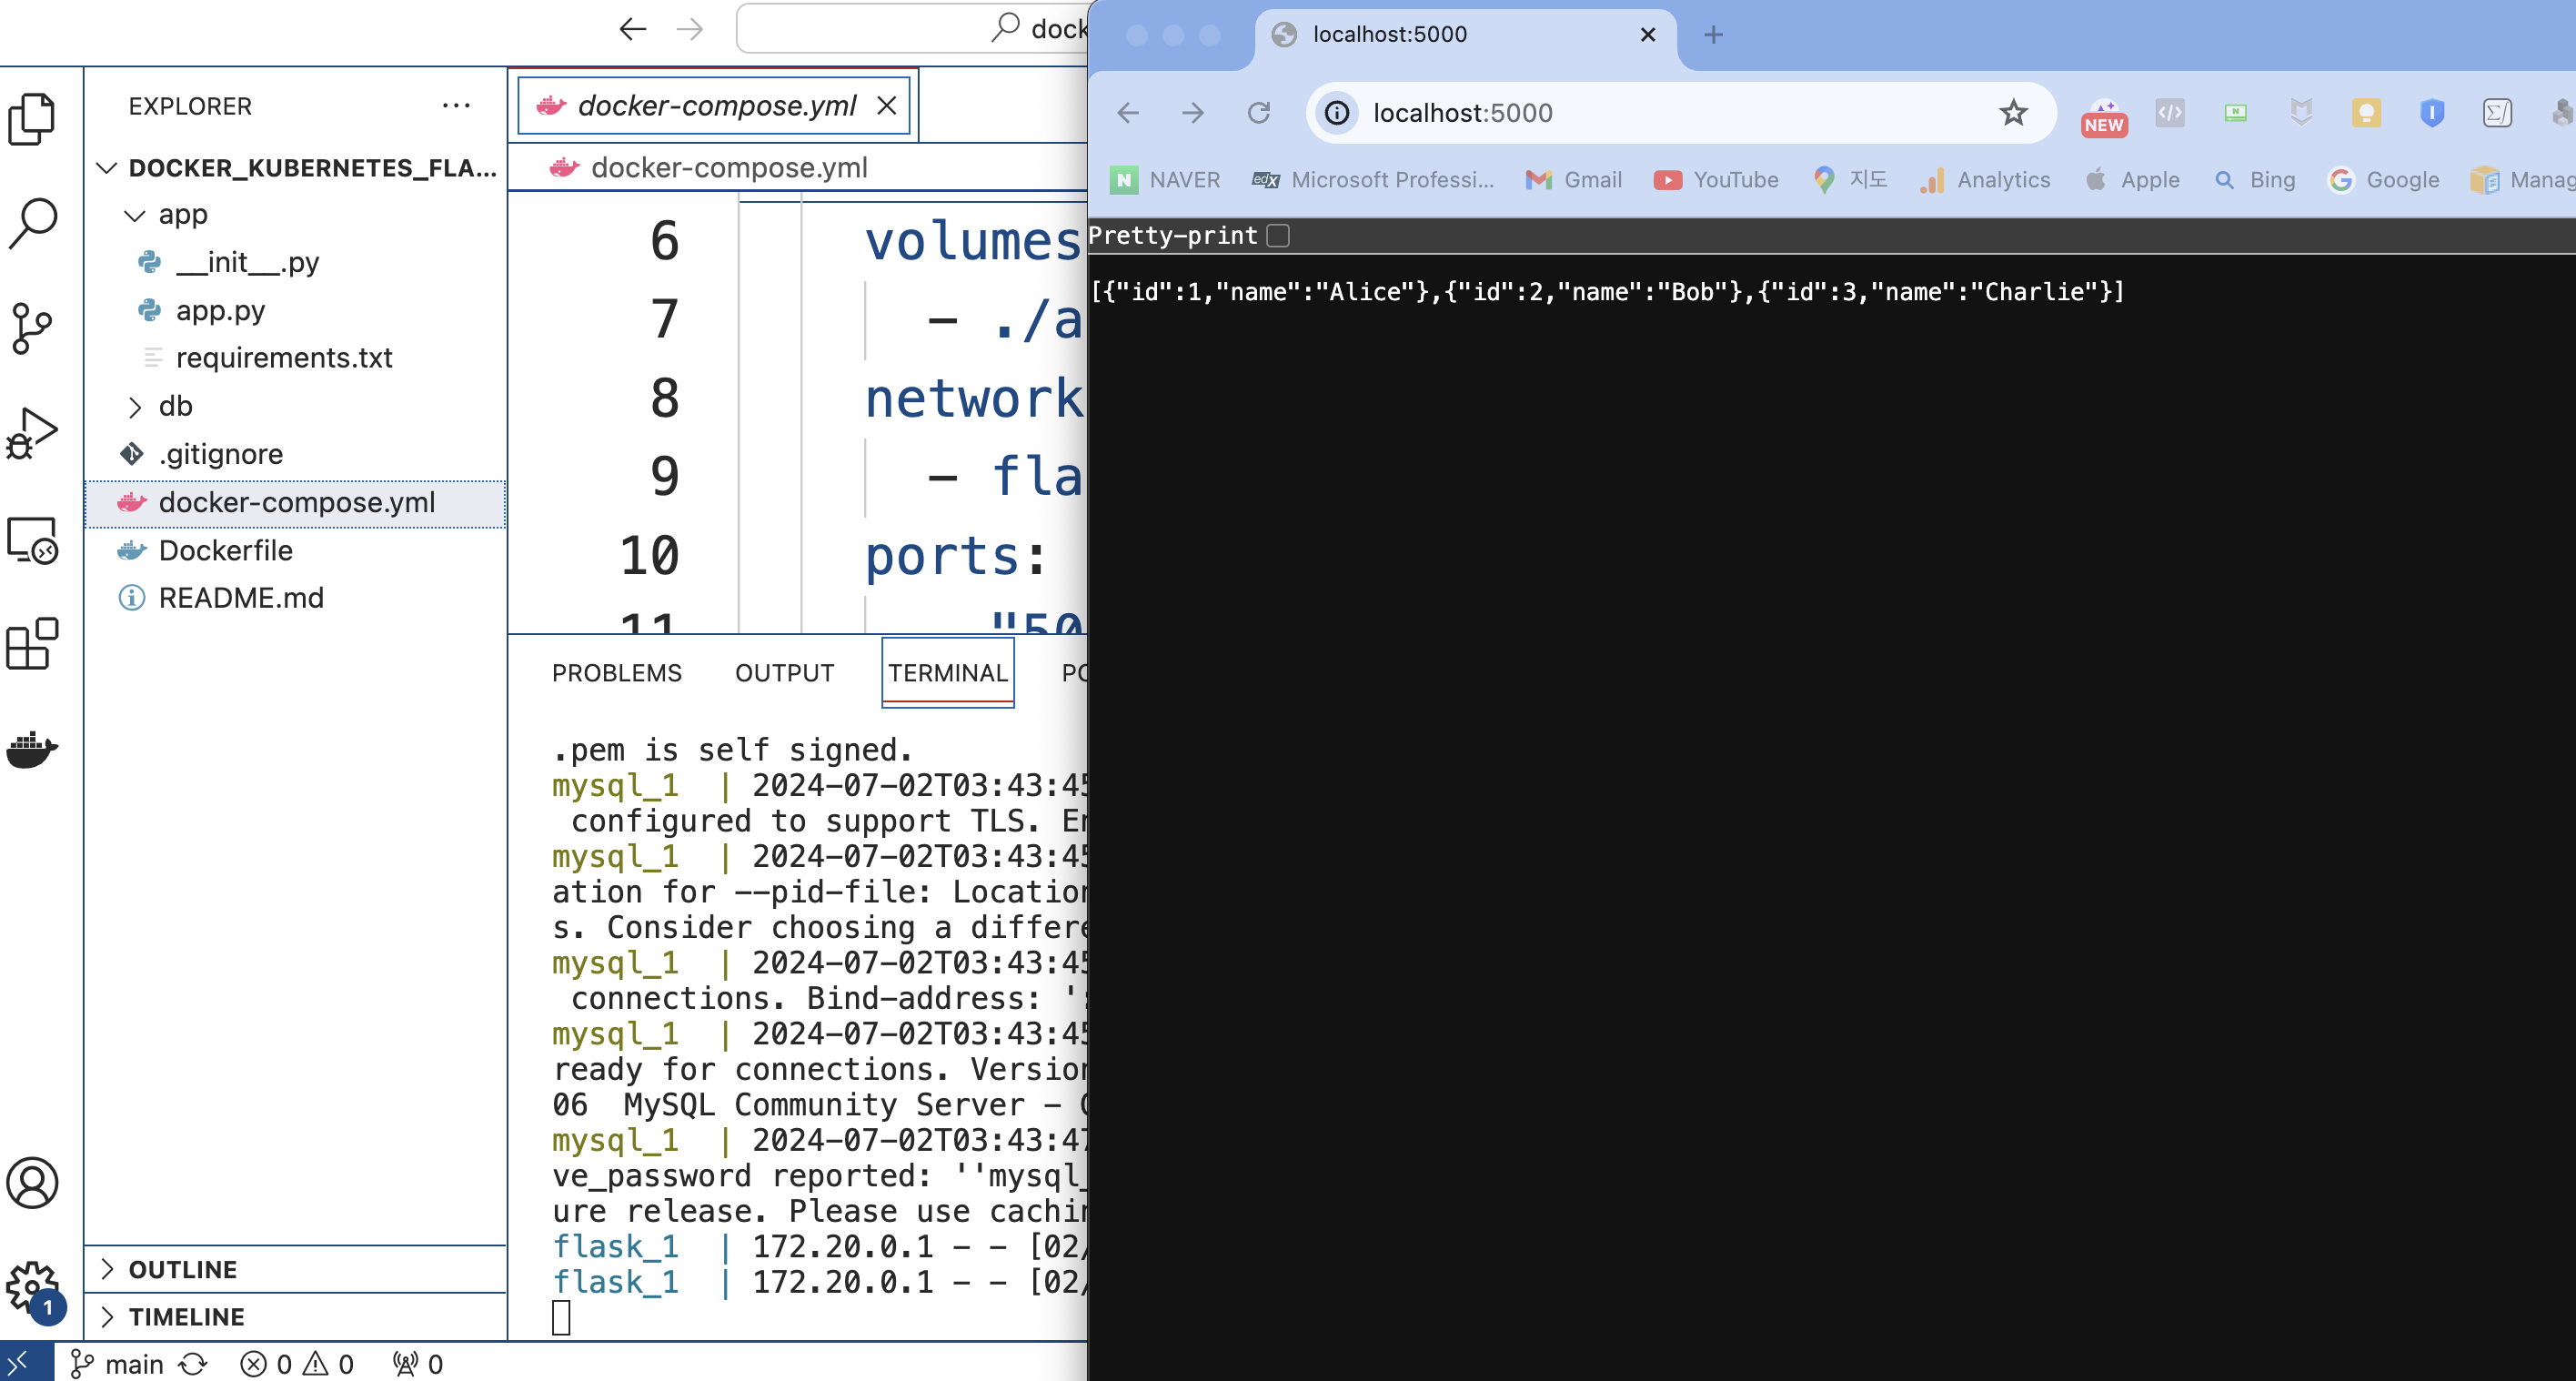 dock
EXPLORER
DOCKER_KUBERNETES_FLA...
app
__init__.py
app.py
requirements.txt
db
.gitignore
docker-compose.yml
Dockerfile
README.md
OUTLINE
TIMELINE
1
main
0
0
0
docker-compose.yml
docker-compose.yml
6 volumes
7 - ./a
8 network
9 - fla
10 ports:
11 "50
PROBLEMS OUTPUT TERMINAL PO
.pem is self signed.
mysql_1 | 2024-07-02T03:43:45
configured to support TLS. En
mysql_1 | 2024-07-02T03:43:45
ation for --pid-file: Location
s. Consider choosing a differe
mysql_1 | 2024-07-02T03:43:45
connections. Bind-address: ':
mysql_1 | 2024-07-02T03:43:45
ready for connections. Version
06 MySQL Community Server - C
mysql_1 | 2024-07-02T03:43:47
ve_password reported: ''mysql_
ure release. Please use cachin
flask_1 | 172.20.0.1 - - [02/
flask_1 | 172.20.0.1 - - [02/
localhost:5000
localhost:5000
NEW
NAVER Microsoft Professi... Gmail YouTube 지도 Analytics Apple Bing Google Manag
Pretty-print
[{"id":1,"name":"Alice"},{"id":2,"name":"Bob"},{"id":3,"name":"Charlie"}]